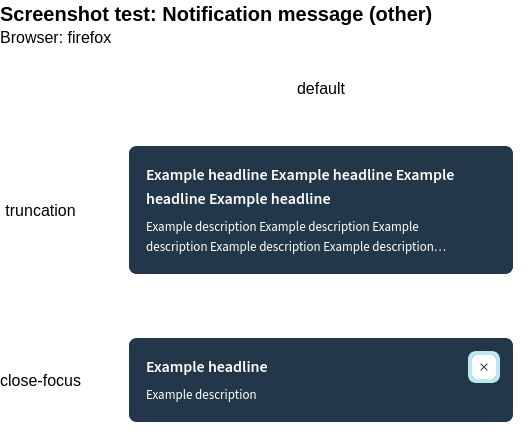 Screenshot test: Notification message (other)
Browser: firefox
default
truncation
Example headline Example headline Example
headline Example headline
Example description Example description Example
description Example description Example description…
close-focus
Example headline
×
Example description